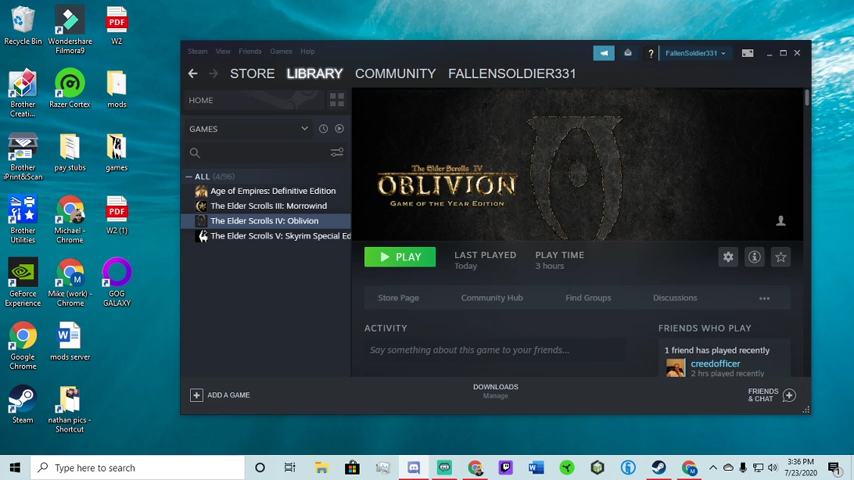 Recycle Bin
Wondershare
Filmora9
W2
Brother
Creati...
Razer Cortex
mods
Brother
iPrint&Scan
pay stubs
games
Brother
Utilities
Michael -
Chrome
W2 (1)
GeForce
Experience
Mike (work) -
Chrome
GOG
GALAXY
Google
Chrome
mods server
Steam
nathan pics -
Shortcut
PDF
PDF
Steam View Friends Games Help
? FallenSoldier331
STORE LIBRARY COMMUNITY FALLENSOLDIER331
HOME
GAMES
ALL (4/96)
Age of Empires: Definitive Edition
The Elder Scrolls III: Morrowind
The Elder Scrolls IV: Oblivion
The Elder Scrolls V: Skyrim Special Ed
The Elder Scrolls IV
OBLIVION
GAME OF THE YEAR EDITION
PLAY
LAST PLAYED
Today
PLAY TIME
3 hours
Store Page Community Hub Find Groups Discussions
ACTIVITY
Say something about this game to your friends...
FRIENDS WHO PLAY
1 friend has played recently
creedofficer
2 hrs played recently
ADD A GAME
DOWNLOADS
Manage
FRIENDS
& CHAT
Type here to search
3:36 PM
7/23/2020
1